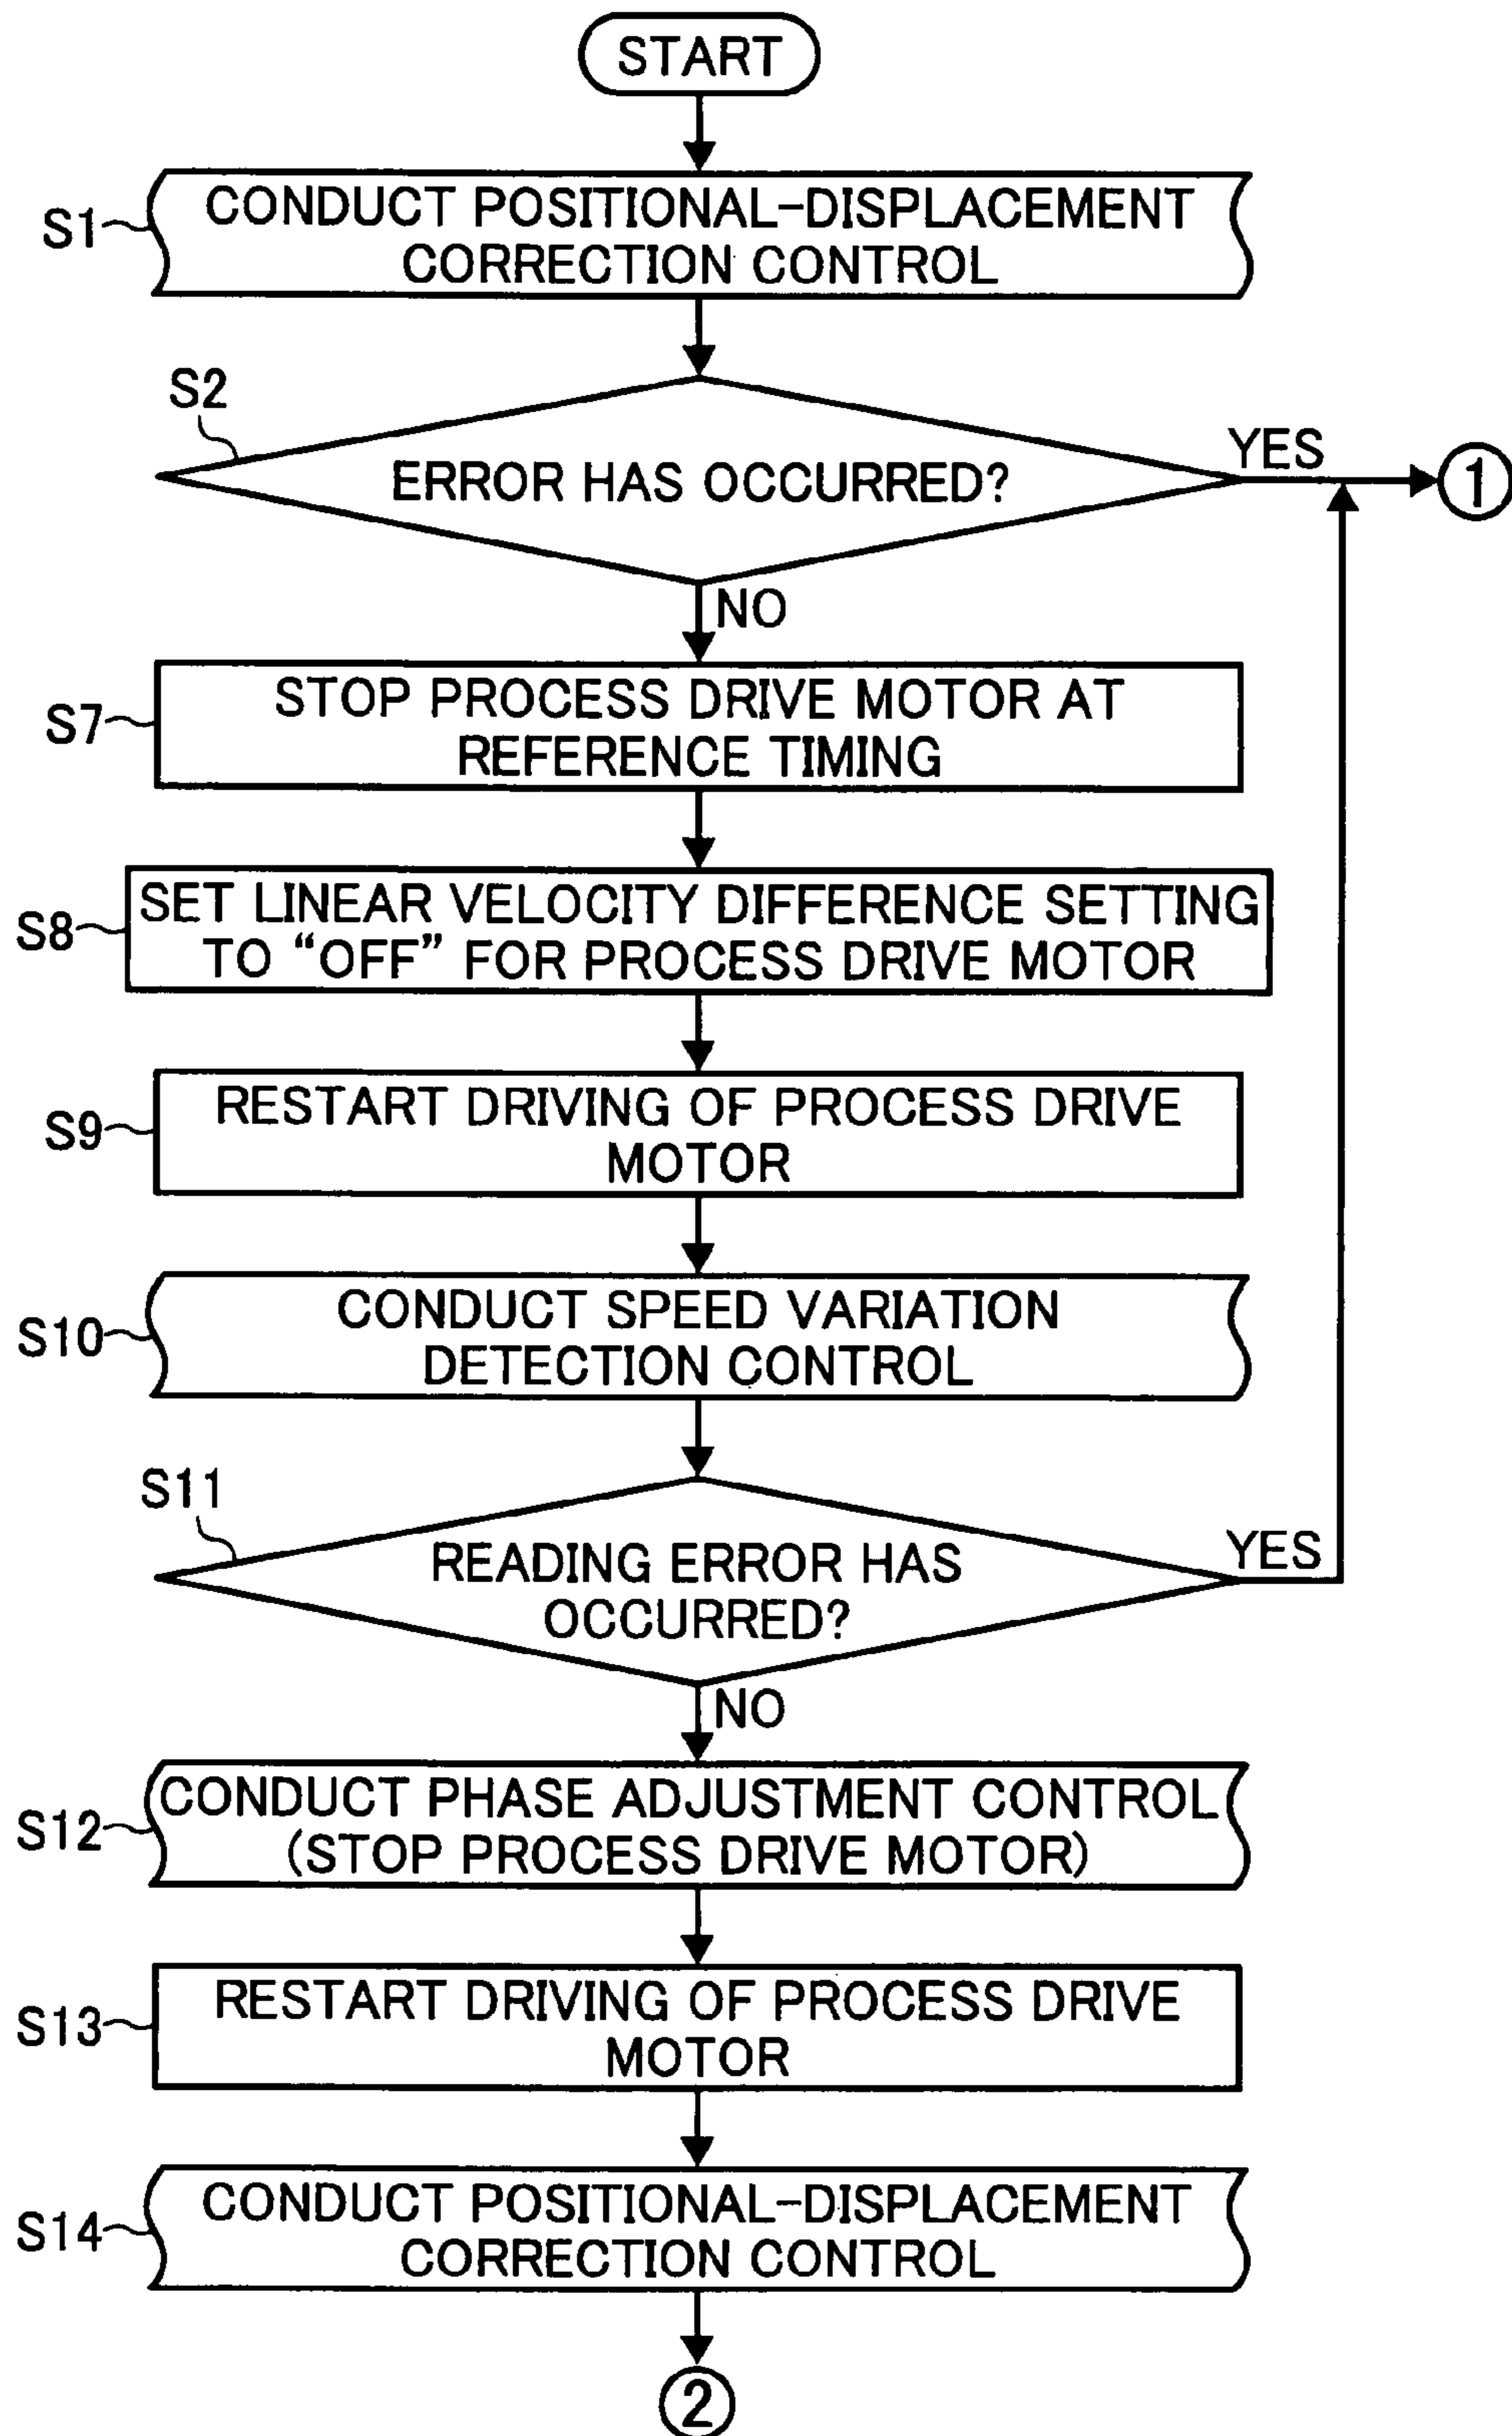 START
S1
CONDUCT POSITIONAL-DISPLACEMENT
CORRECTION CONTROL
S2
ERROR HAS OCCURRED?
YES
1
NO
S7
STOP PROCESS DRIVE MOTOR AT
REFERENCE TIMING
S8
SET LINEAR VELOCITY DIFFERENCE SETTING
TO “OFF” FOR PROCESS DRIVE MOTOR
S9
RESTART DRIVING OF PROCESS DRIVE
MOTOR
S10
CONDUCT SPEED VARIATION
DETECTION CONTROL
S11
READING ERROR HAS
OCCURRED?
YES
NO
S12
CONDUCT PHASE ADJUSTMENT CONTROL
(STOP PROCESS DRIVE MOTOR)
S13
RESTART DRIVING OF PROCESS DRIVE
MOTOR
S14
CONDUCT POSITIONAL-DISPLACEMENT
CORRECTION CONTROL
2